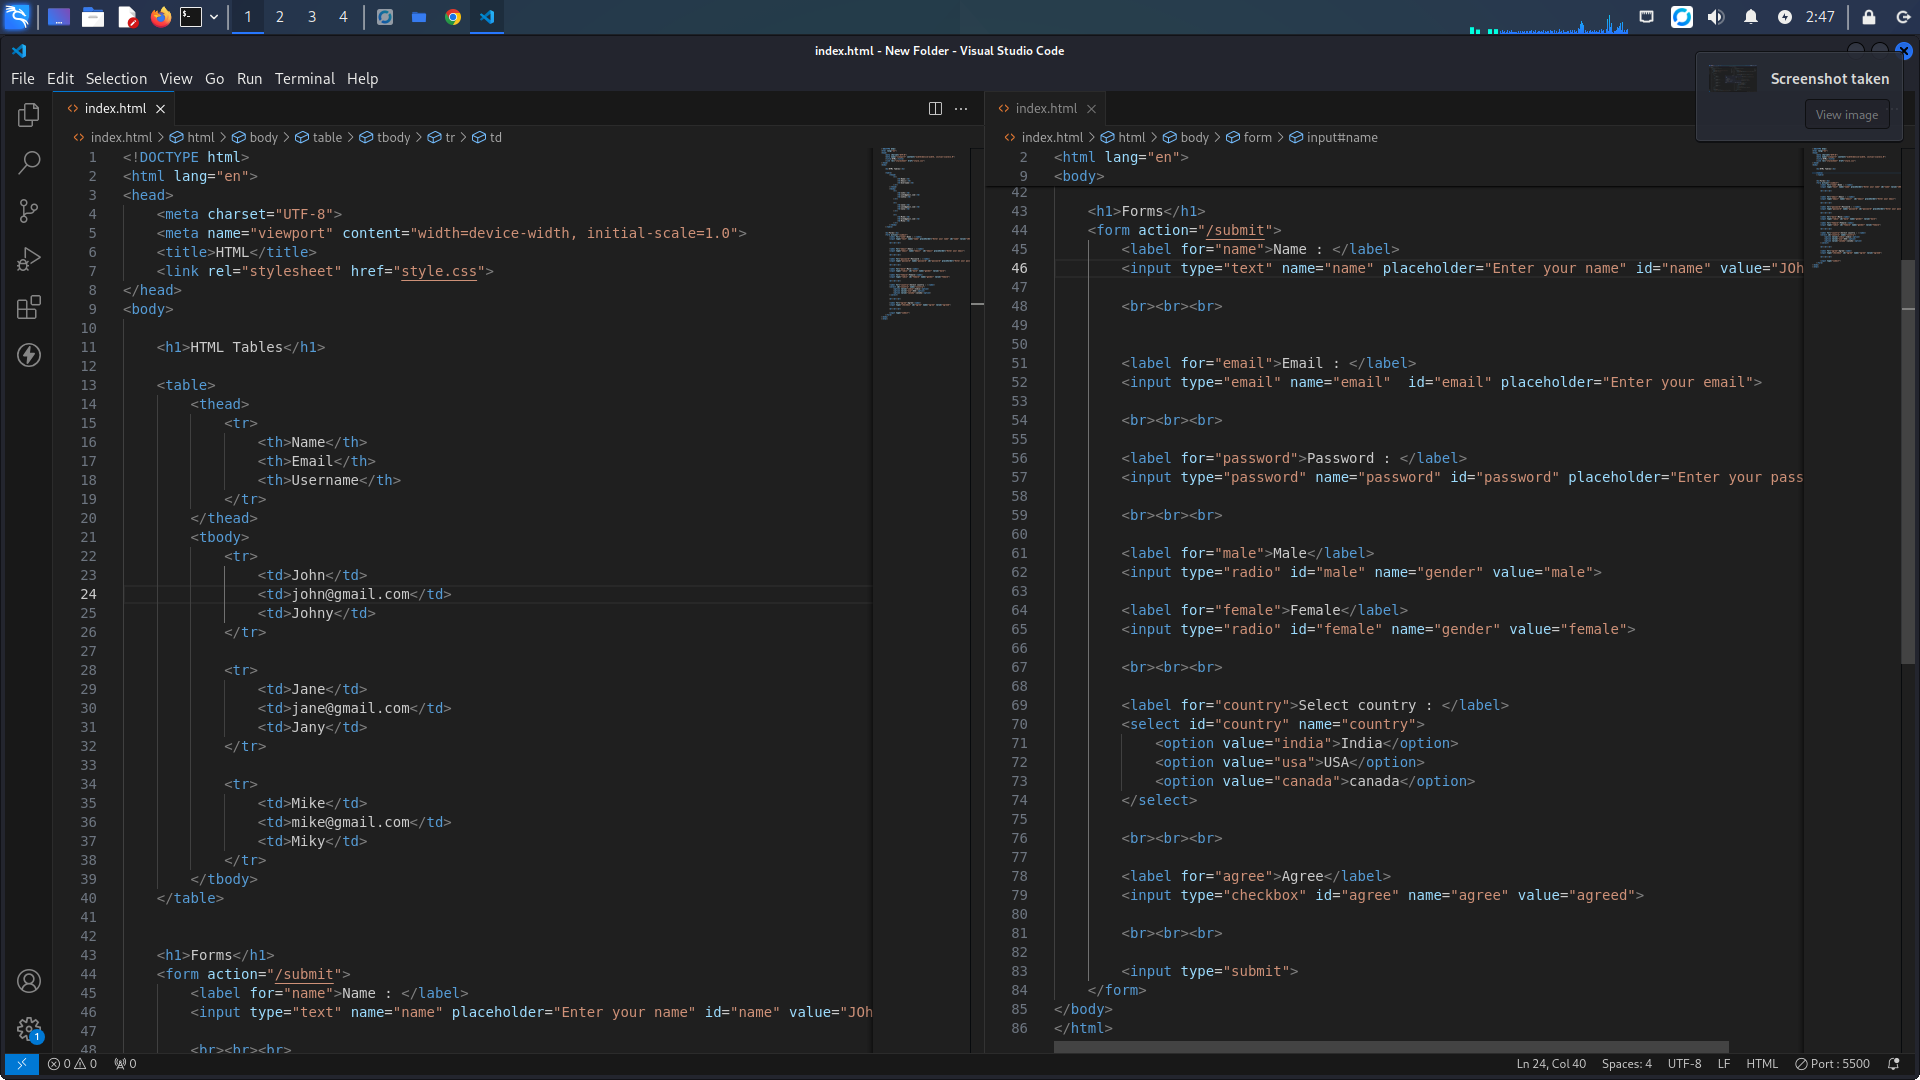 1
2
3
4
2:47
index.html - New Folder - Visual Studio Code
File Edit Selection View Go Run Terminal Help
Screenshot taken
View image
index.html
index.html > html > body > table > tbody > tr > td
1 <!DOCTYPE html>
2 <html lang="en">
3 <head>
4     <meta charset="UTF-8">
5     <meta name="viewport" content="width=device-width, initial-scale=1.0">
6     <title>HTML</title>
7     <link rel="stylesheet" href="style.css">
8 </head>
9 <body>
10
11     <h1>HTML Tables</h1>
12
13     <table>
14         <thead>
15             <tr>
16                 <th>Name</th>
17                 <th>Email</th>
18                 <th>Username</th>
19             </tr>
20         </thead>
21         <tbody>
22             <tr>
23                 <td>John</td>
24                 <td>john@gmail.com</td>
25                 <td>Johny</td>
26             </tr>
27
28             <tr>
29                 <td>Jane</td>
30                 <td>jane@gmail.com</td>
31                 <td>Jany</td>
32             </tr>
33
34             <tr>
35                 <td>Mike</td>
36                 <td>mike@gmail.com</td>
37                 <td>Miky</td>
38             </tr>
39         </tbody>
40     </table>
41
42
43     <h1>Forms</h1>
44     <form action="/submit">
45         <label for="name">Name : </label>
46         <input type="text" name="name" placeholder="Enter your name" id="name" value="JOh
47
48         <br><br><br>
index.html
index.html > html > body > form > input#name
2 <html lang="en">
9 <body>
42
43     <h1>Forms</h1>
44     <form action="/submit">
45         <label for="name">Name : </label>
46         <input type="text" name="name" placeholder="Enter your name" id="name" value="JOh
47
48         <br><br><br>
49
50
51         <label for="email">Email : </label>
52         <input type="email" name="email"  id="email" placeholder="Enter your email">
53
54         <br><br><br>
55
56         <label for="password">Password : </label>
57         <input type="password" name="password" id="password" placeholder="Enter your pass
58
59         <br><br><br>
60
61         <label for="male">Male</label>
62         <input type="radio" id="male" name="gender" value="male">
63
64         <label for="female">Female</label>
65         <input type="radio" id="female" name="gender" value="female">
66
67         <br><br><br>
68
69         <label for="country">Select country : </label>
70         <select id="country" name="country">
71             <option value="india">India</option>
72             <option value="usa">USA</option>
73             <option value="canada">canada</option>
74         </select>
75
76         <br><br><br>
77
78         <label for="agree">Agree</label>
79         <input type="checkbox" id="agree" name="agree" value="agreed">
80
81         <br><br><br>
82
83         <input type="submit">
84     </form>
85 </body>
86 </html>
1
0 0 0
Ln 24, Col 40 Spaces: 4 UTF-8 LF HTML Port : 5500